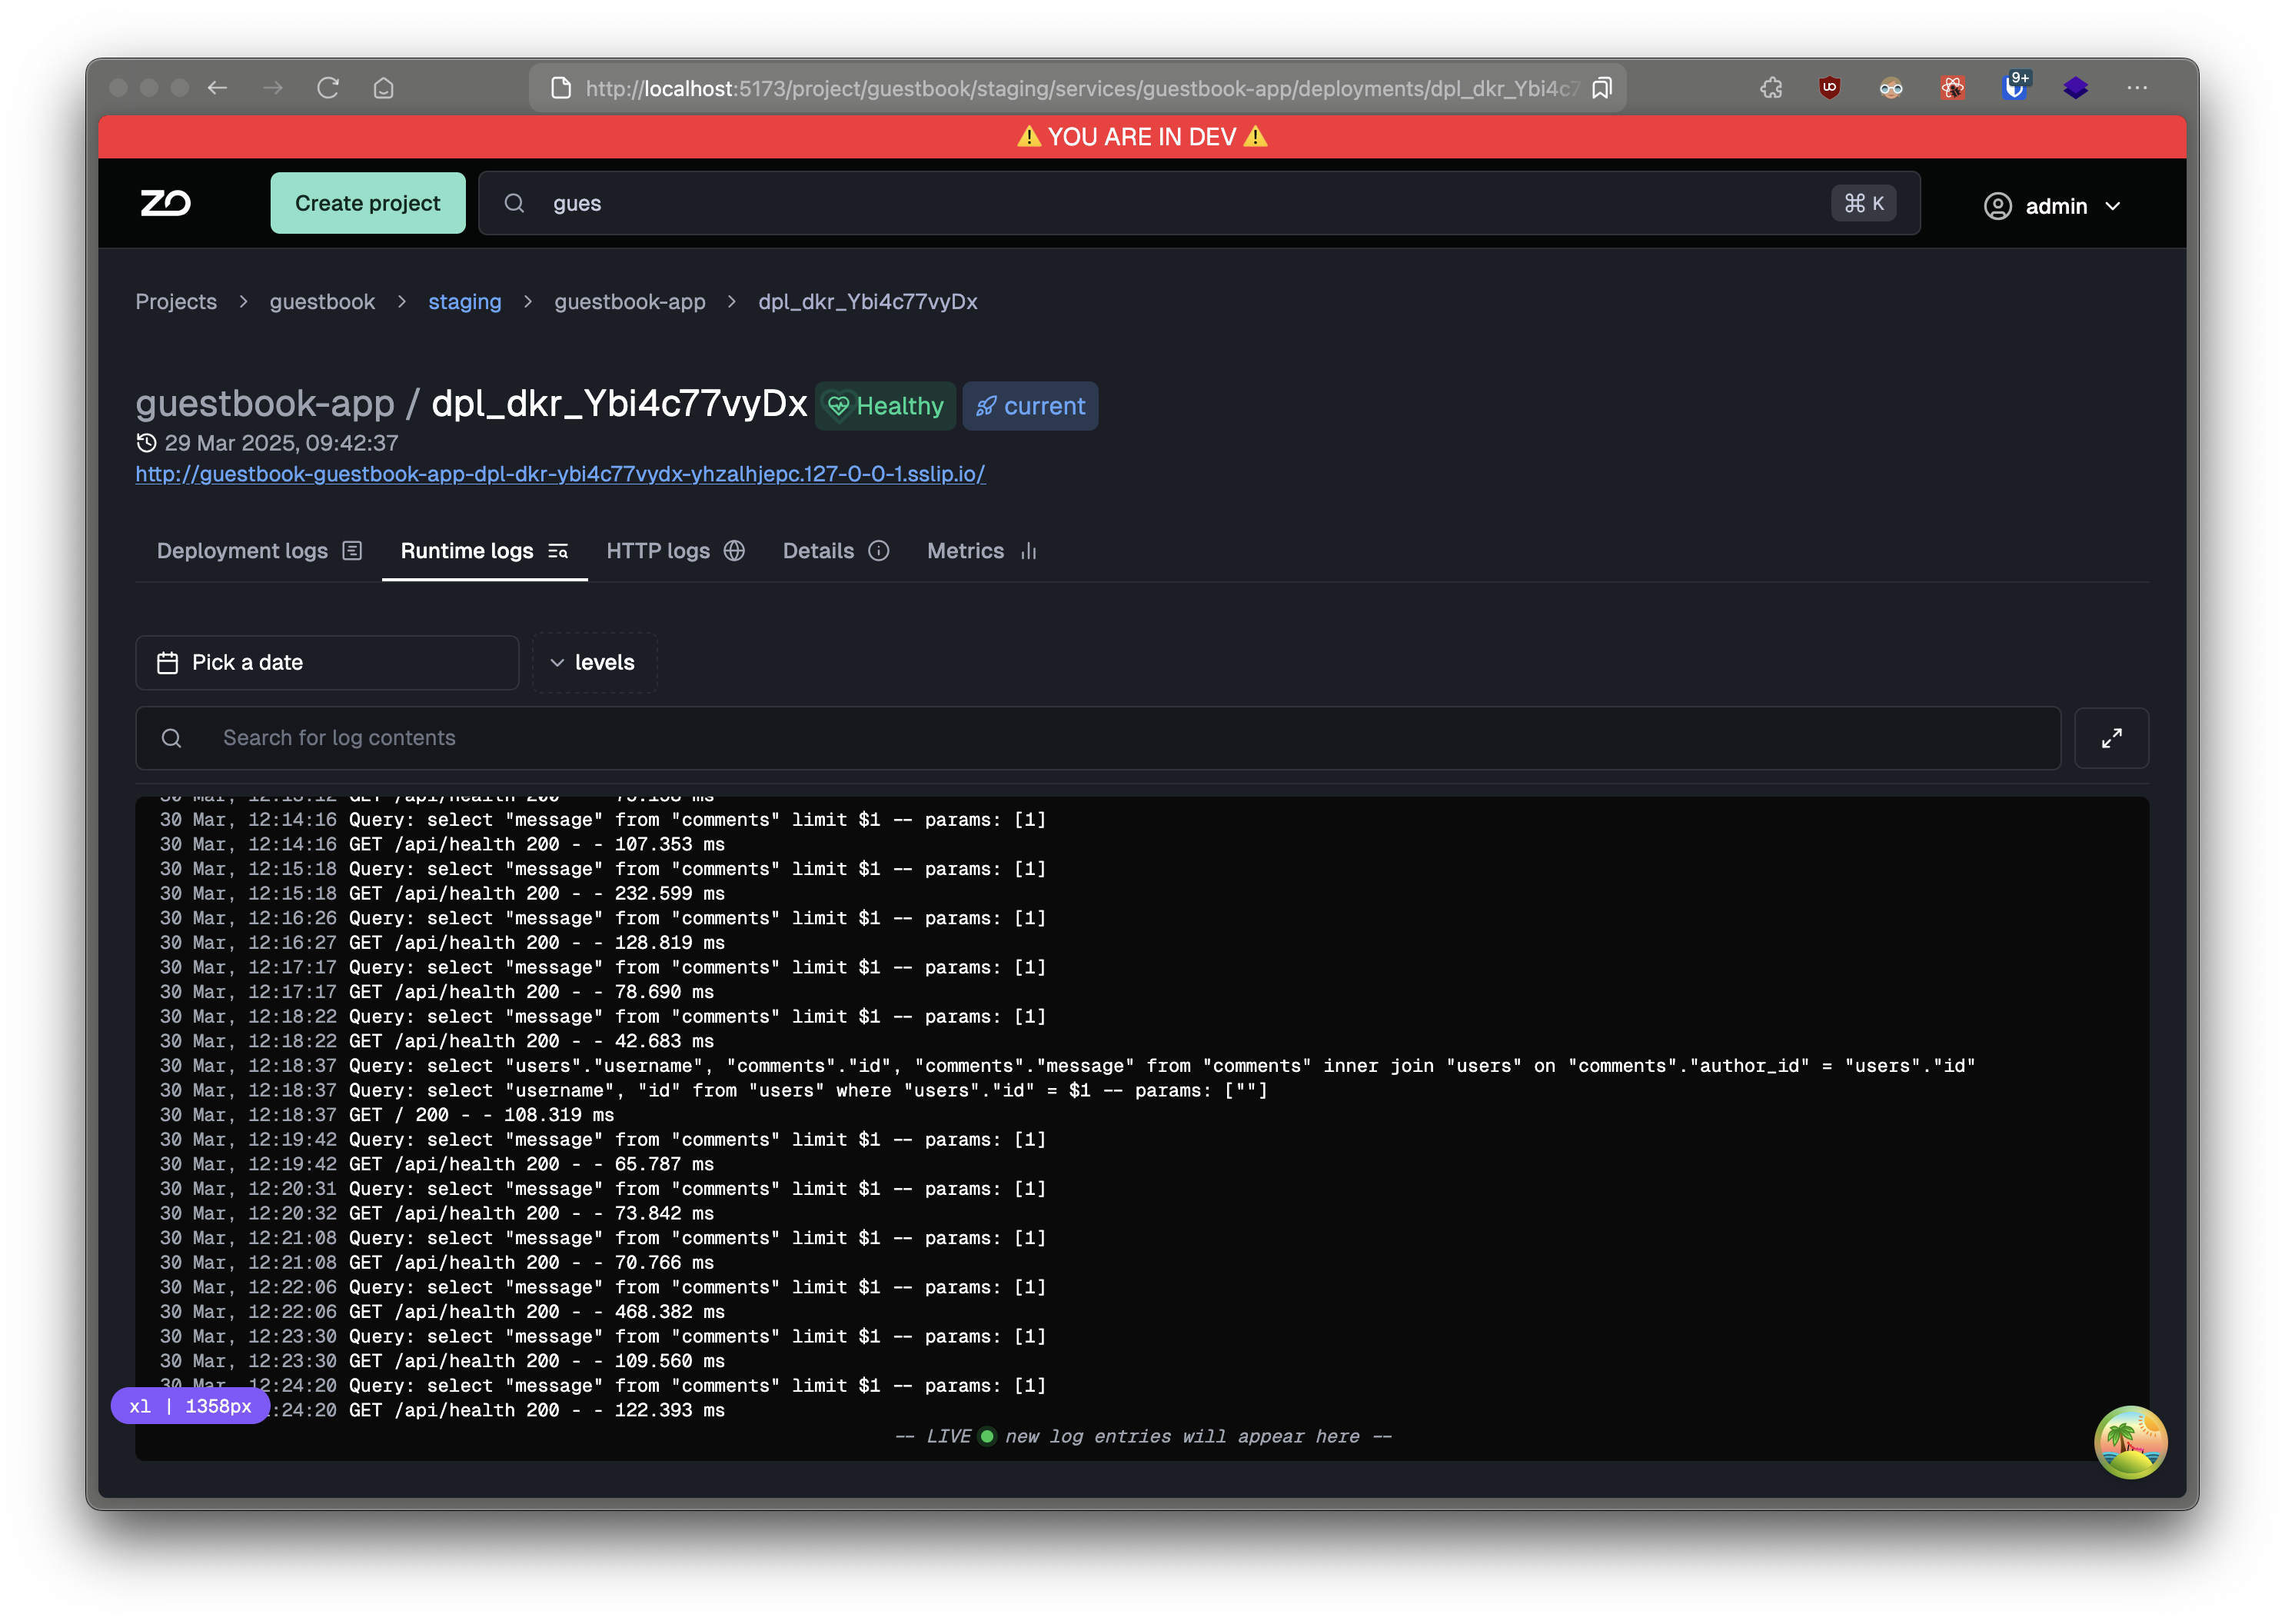 http://localhost:5173/project/guestbook/staging/services/guestbook-app/deployments/dpl_dkr_Ybi4c7
9+
⚠️ YOU ARE IN DEV ⚠️
ZO
Create project
gues
⌘ K
admin
Projects > guestbook > staging > guestbook-app > dpl_dkr_Ybi4c77vyDx
guestbook-app / dpl_dkr_Ybi4c77vyDx Healthy current
29 Mar 2025, 09:42:37
http://guestbook-guestbook-app-dpl-dkr-ybi4c77vydx-yhzalhjepc.127-0-0-1.sslip.io/
Deployment logs Runtime logs HTTP logs Details Metrics
Pick a date levels
Search for log contents
30 Mar, 12:14:16 Query: select "message" from "comments" limit $1 -- params: [1]
30 Mar, 12:14:16 GET /api/health 200 - - 107.353 ms
30 Mar, 12:15:18 Query: select "message" from "comments" limit $1 -- params: [1]
30 Mar, 12:15:18 GET /api/health 200 - - 232.599 ms
30 Mar, 12:16:26 Query: select "message" from "comments" limit $1 -- params: [1]
30 Mar, 12:16:27 GET /api/health 200 - - 128.819 ms
30 Mar, 12:17:17 Query: select "message" from "comments" limit $1 -- params: [1]
30 Mar, 12:17:17 GET /api/health 200 - - 78.690 ms
30 Mar, 12:18:22 Query: select "message" from "comments" limit $1 -- params: [1]
30 Mar, 12:18:22 GET /api/health 200 - - 42.683 ms
30 Mar, 12:18:37 Query: select "users"."username", "comments"."id", "comments"."message" from "comments" inner join "users" on "comments"."author_id" = "users"."id"
30 Mar, 12:18:37 Query: select "username", "id" from "users" where "users"."id" = $1 -- params: [""]
30 Mar, 12:18:37 GET / 200 - - 108.319 ms
30 Mar, 12:19:42 Query: select "message" from "comments" limit $1 -- params: [1]
30 Mar, 12:19:42 GET /api/health 200 - - 65.787 ms
30 Mar, 12:20:31 Query: select "message" from "comments" limit $1 -- params: [1]
30 Mar, 12:20:32 GET /api/health 200 - - 73.842 ms
30 Mar, 12:21:08 Query: select "message" from "comments" limit $1 -- params: [1]
30 Mar, 12:21:08 GET /api/health 200 - - 70.766 ms
30 Mar, 12:22:06 Query: select "message" from "comments" limit $1 -- params: [1]
30 Mar, 12:22:06 GET /api/health 200 - - 468.382 ms
30 Mar, 12:23:30 Query: select "message" from "comments" limit $1 -- params: [1]
30 Mar, 12:23:30 GET /api/health 200 - - 109.560 ms
30 Mar, 12:24:20 Query: select "message" from "comments" limit $1 -- params: [1]
:24:20 GET /api/health 200 - - 122.393 ms
xl | 1358px
-- LIVE new log entries will appear here --